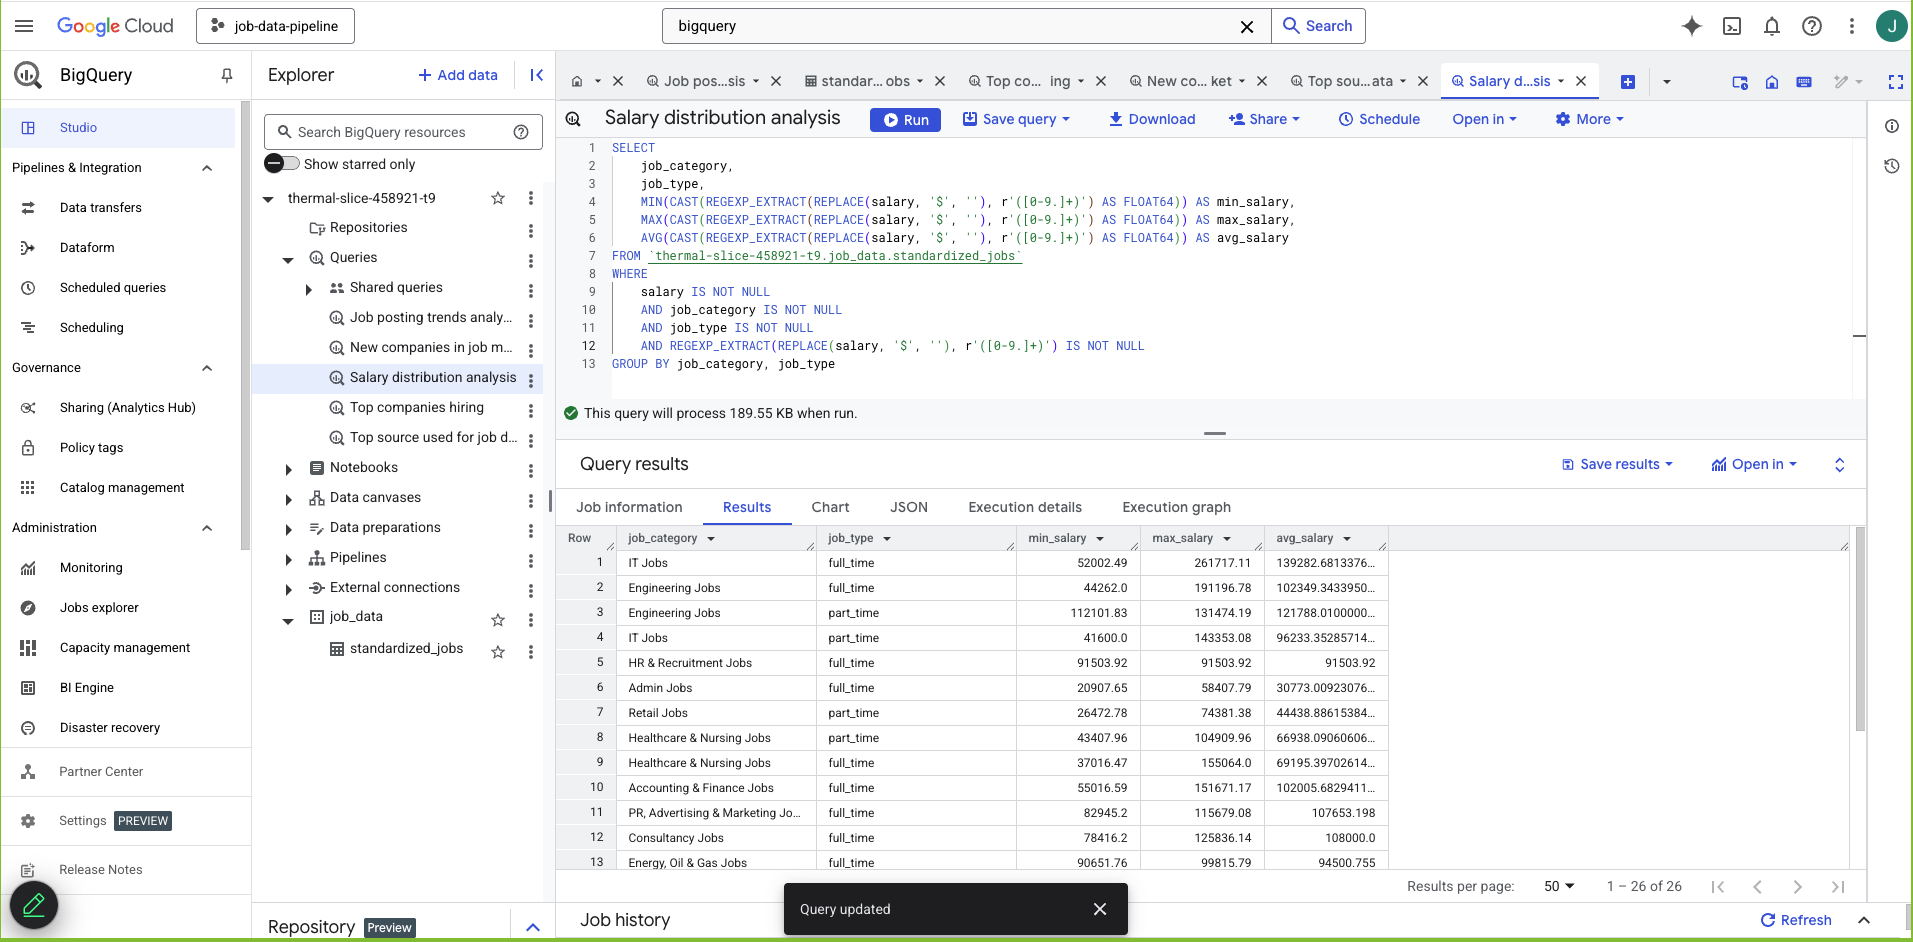 Google Cloud
job-data-pipeline
bigquery
Search
J
BigQuery
Studio
Pipelines & Integration
Data transfers
Dataform
Scheduled queries
Scheduling
Governance
Sharing (Analytics Hub)
Policy tags
Catalog management
Administration
Monitoring
Jobs explorer
Capacity management
BI Engine
Disaster recovery
Partner Center
Settings PREVIEW
Release Notes
Explorer
+ Add data
Search BigQuery resources
Show starred only
thermal-slice-458921-t9
Repositories
Queries
Shared queries
Job posting trends analy...
New companies in job m...
Salary distribution analysis
Top companies hiring
Top source used for job d...
Notebooks
Data canvases
Data preparations
Pipelines
External connections
job_data
standardized_jobs
Repository Preview
Job pos...sis
standar... obs
Top co... ing
New co... ket
Top sou...ata
Salary d...sis
Salary distribution analysis
Run
Save query
Download
Share
Schedule
Open in
More
1 SELECT
2 job_category,
3 job_type,
4 MIN(CAST(REGEXP_EXTRACT(REPLACE(salary, '$', ''), r'([0-9.]+)') AS FLOAT64)) AS min_salary,
5 MAX(CAST(REGEXP_EXTRACT(REPLACE(salary, '$', ''), r'([0-9.]+)') AS FLOAT64)) AS max_salary,
6 AVG(CAST(REGEXP_EXTRACT(REPLACE(salary, '$', ''), r'([0-9.]+)') AS FLOAT64)) AS avg_salary
7 FROM `thermal-slice-458921-t9.job_data.standardized_jobs`
8 WHERE
9 salary IS NOT NULL
10 AND job_category IS NOT NULL
11 AND job_type IS NOT NULL
12 AND REGEXP_EXTRACT(REPLACE(salary, '$', ''), r'([0-9.]+)') IS NOT NULL
13 GROUP BY job_category, job_type
This query will process 189.55 KB when run.
Query results
Save results
Open in
Job information
Results
Chart
JSON
Execution details
Execution graph
Row job_category job_type min_salary max_salary avg_salary
1 IT Jobs full_time 52002.49 261717.11 139282.6813376...
2 Engineering Jobs full_time 44262.0 191196.78 102349.3433950...
3 Engineering Jobs part_time 112101.83 131474.19 121788.0100000...
4 IT Jobs part_time 41600.0 143353.08 96233.35285714...
5 HR & Recruitment Jobs full_time 91503.92 91503.92 91503.92
6 Admin Jobs full_time 20907.65 58407.79 30773.00923076...
7 Retail Jobs part_time 26472.78 74381.38 44438.88615384...
8 Healthcare & Nursing Jobs part_time 43407.96 104909.96 66938.09060606...
9 Healthcare & Nursing Jobs full_time 37016.47 155064.0 69195.39702614...
10 Accounting & Finance Jobs full_time 55016.59 151671.17 102005.6829411...
11 PR, Advertising & Marketing Jo... full_time 82945.2 115679.08 107653.198
12 Consultancy Jobs full_time 78416.2 125836.14 108000.0
13 Energy, Oil & Gas Jobs full_time 90651.76 99815.79 94500.755
Results per page: 50 1 – 26 of 26
Query updated
Job history
Refresh